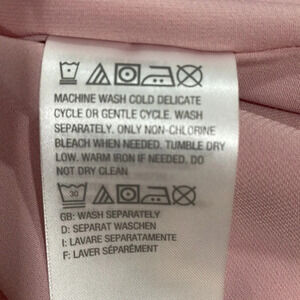 MACHINE WASH COLD DELICATE
CYCLE OR GENTLE CYCLE. WASH
SEPARATELY. ONLY NON-CHLORINE
BLEACH WHEN NEEDED. TUMBLE DRY
LOW. WARM IRON IF NEEDED. DO
NOT DRY CLEAN
30
GB: WASH SEPARATELY
D: SEPARAT WASCHEN
I: LAVARE SEPARATAMENTE
F: LAVER SÉPARÉMENT